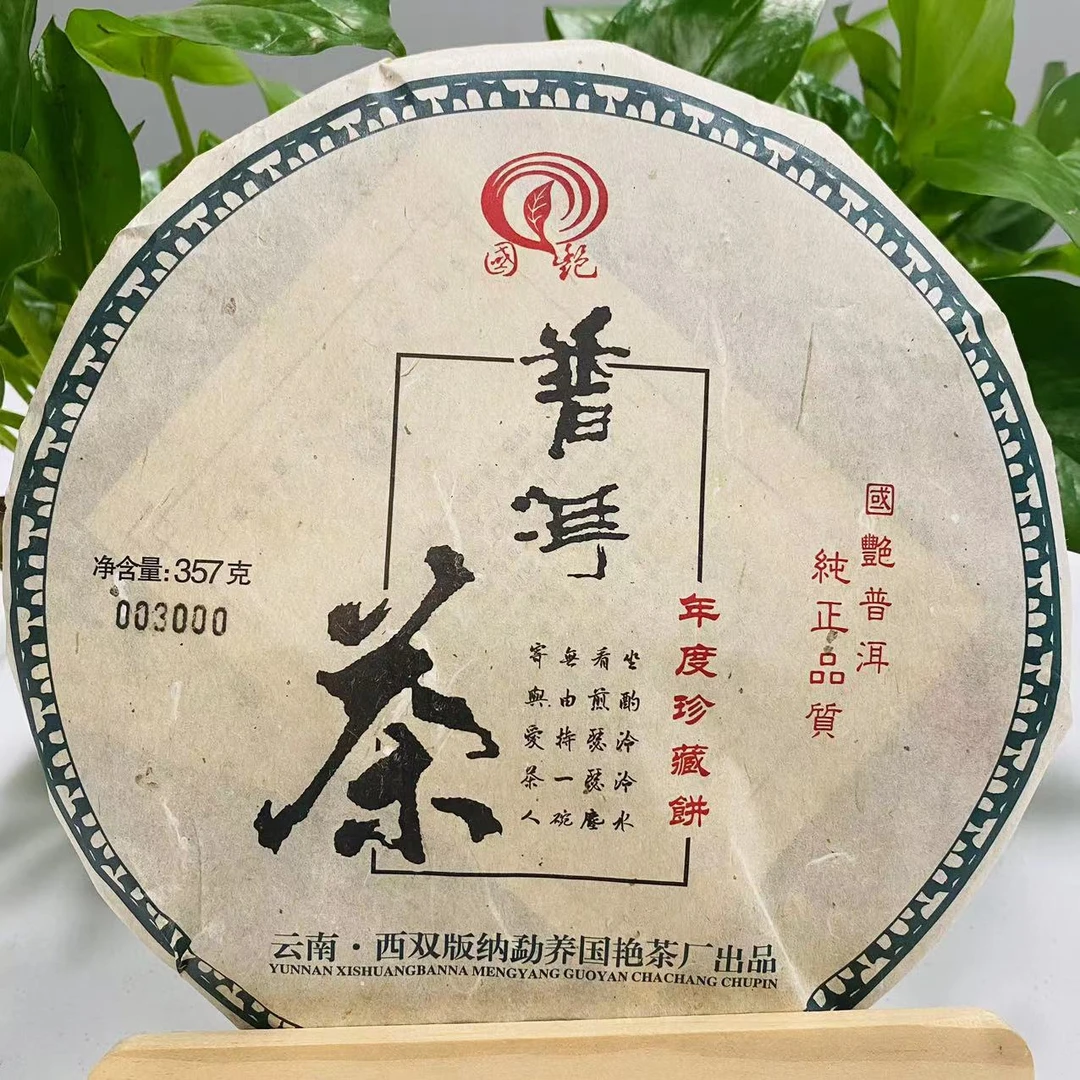 國艷
普洱
茶
净含量:357克
003000
國艷普洱
純正品質
年度珍藏餅
坐酌泠泠水
看煎瑟瑟塵
無由持一碗
寄與愛茶人
云南·西双版纳勐养国艳茶厂出品
YUNNAN XISHUANGBANNA MENGYANG GUOYAN CHACHANG CHUPIN